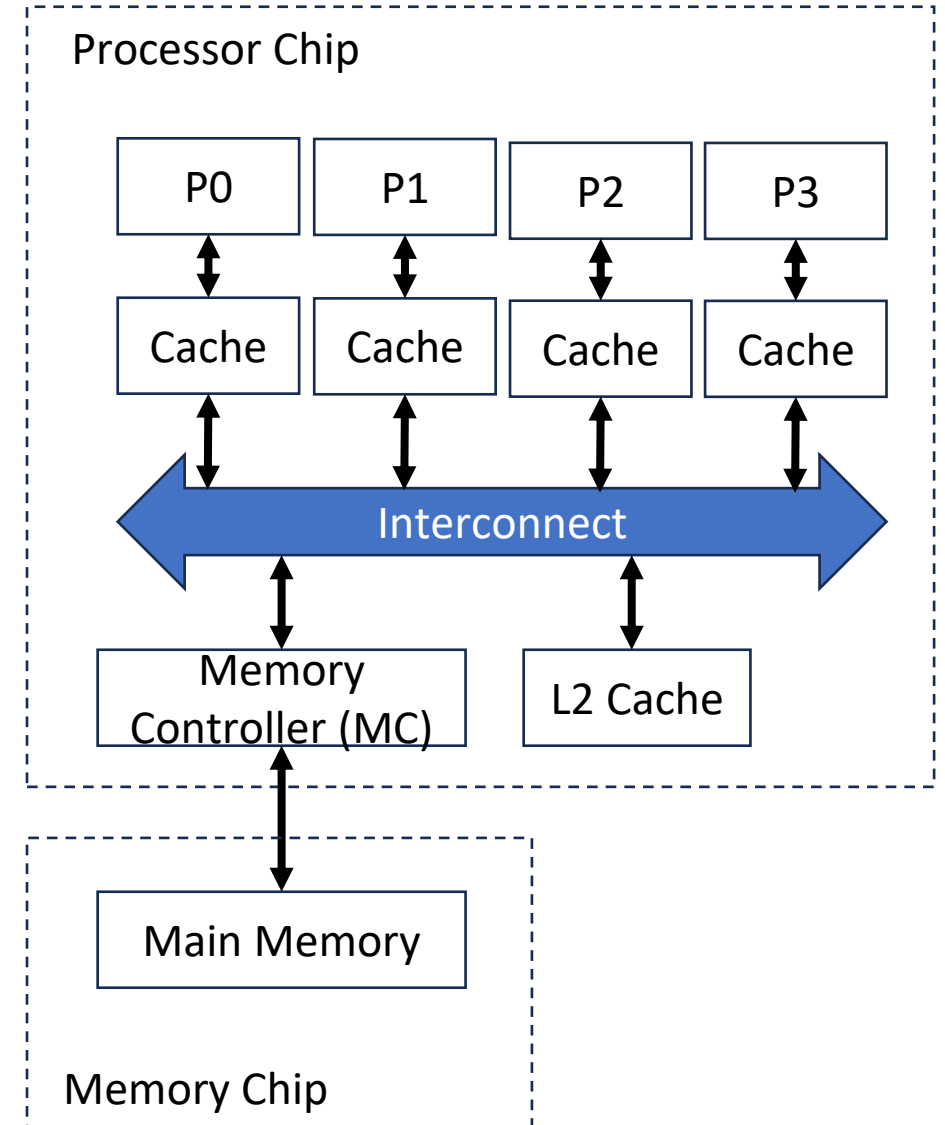 Processor Chip
P0
P1
P2
P3
Cache
Cache
Cache
Cache
Interconnect
Memory
Controller (MC)
L2 Cache
Main Memory
Memory Chip